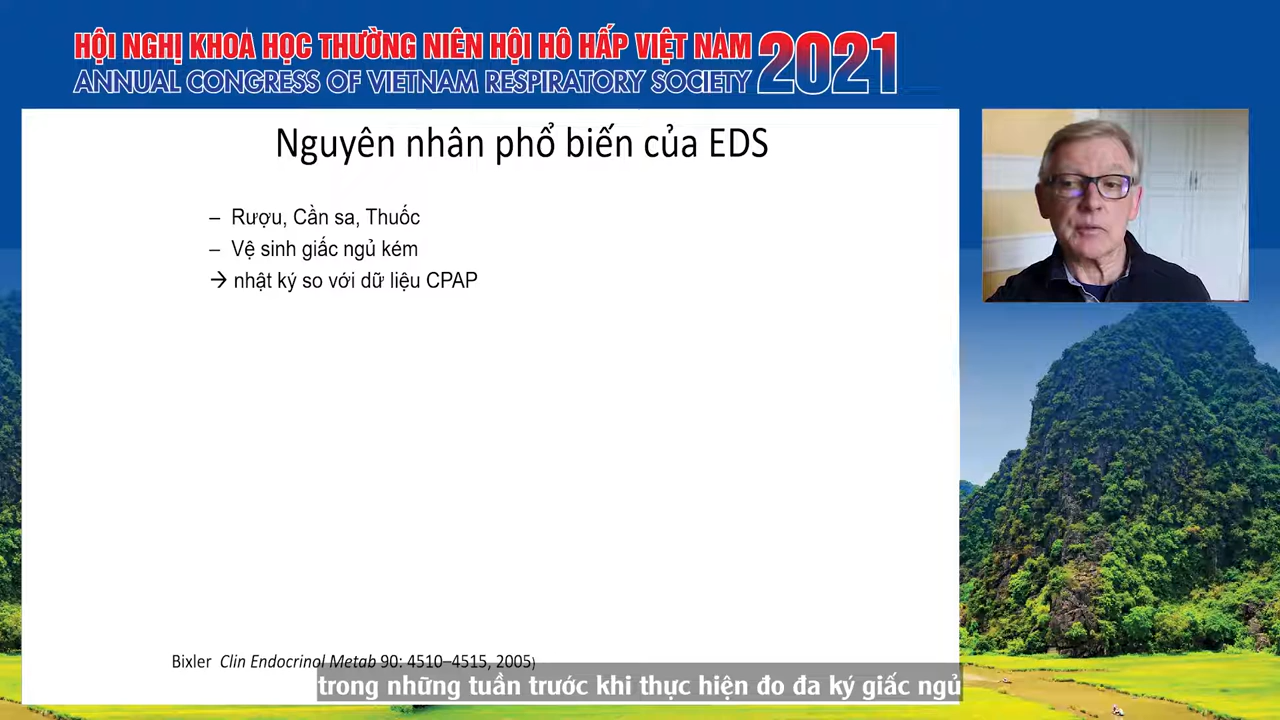 HỘI NGHỊ KHOA HỌC THƯỜNG NIÊN HỘI HÔ HẤP VIỆT NAM 2021
ANNUAL CONGRESS OF VIETNAM RESPIRATORY SOCIETY
Nguyên nhân phổ biến của EDS
– Rượu, Cần sa, Thuốc
– Vệ sinh giấc ngủ kém
→ nhật ký so với dữ liệu CPAP
Bixler Clin Endocrinol Metab 90: 4510–4515, 2005)
trong những tuần trước khi thực hiện đo đa ký giấc ngủ